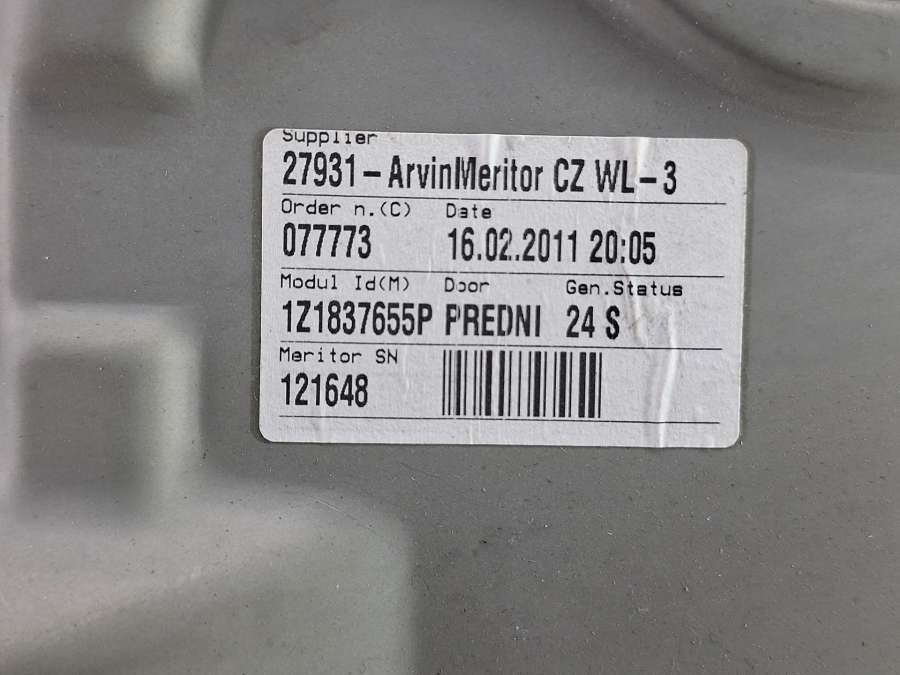 Supplier
27931-ArvinMeritor CZ WL-3
Order n.(C) Date
077773 16.02.2011 20:05
Modul Id(M) Door Gen.Status
1Z1837655P PREDNI 24 S
Meritor SN
121648